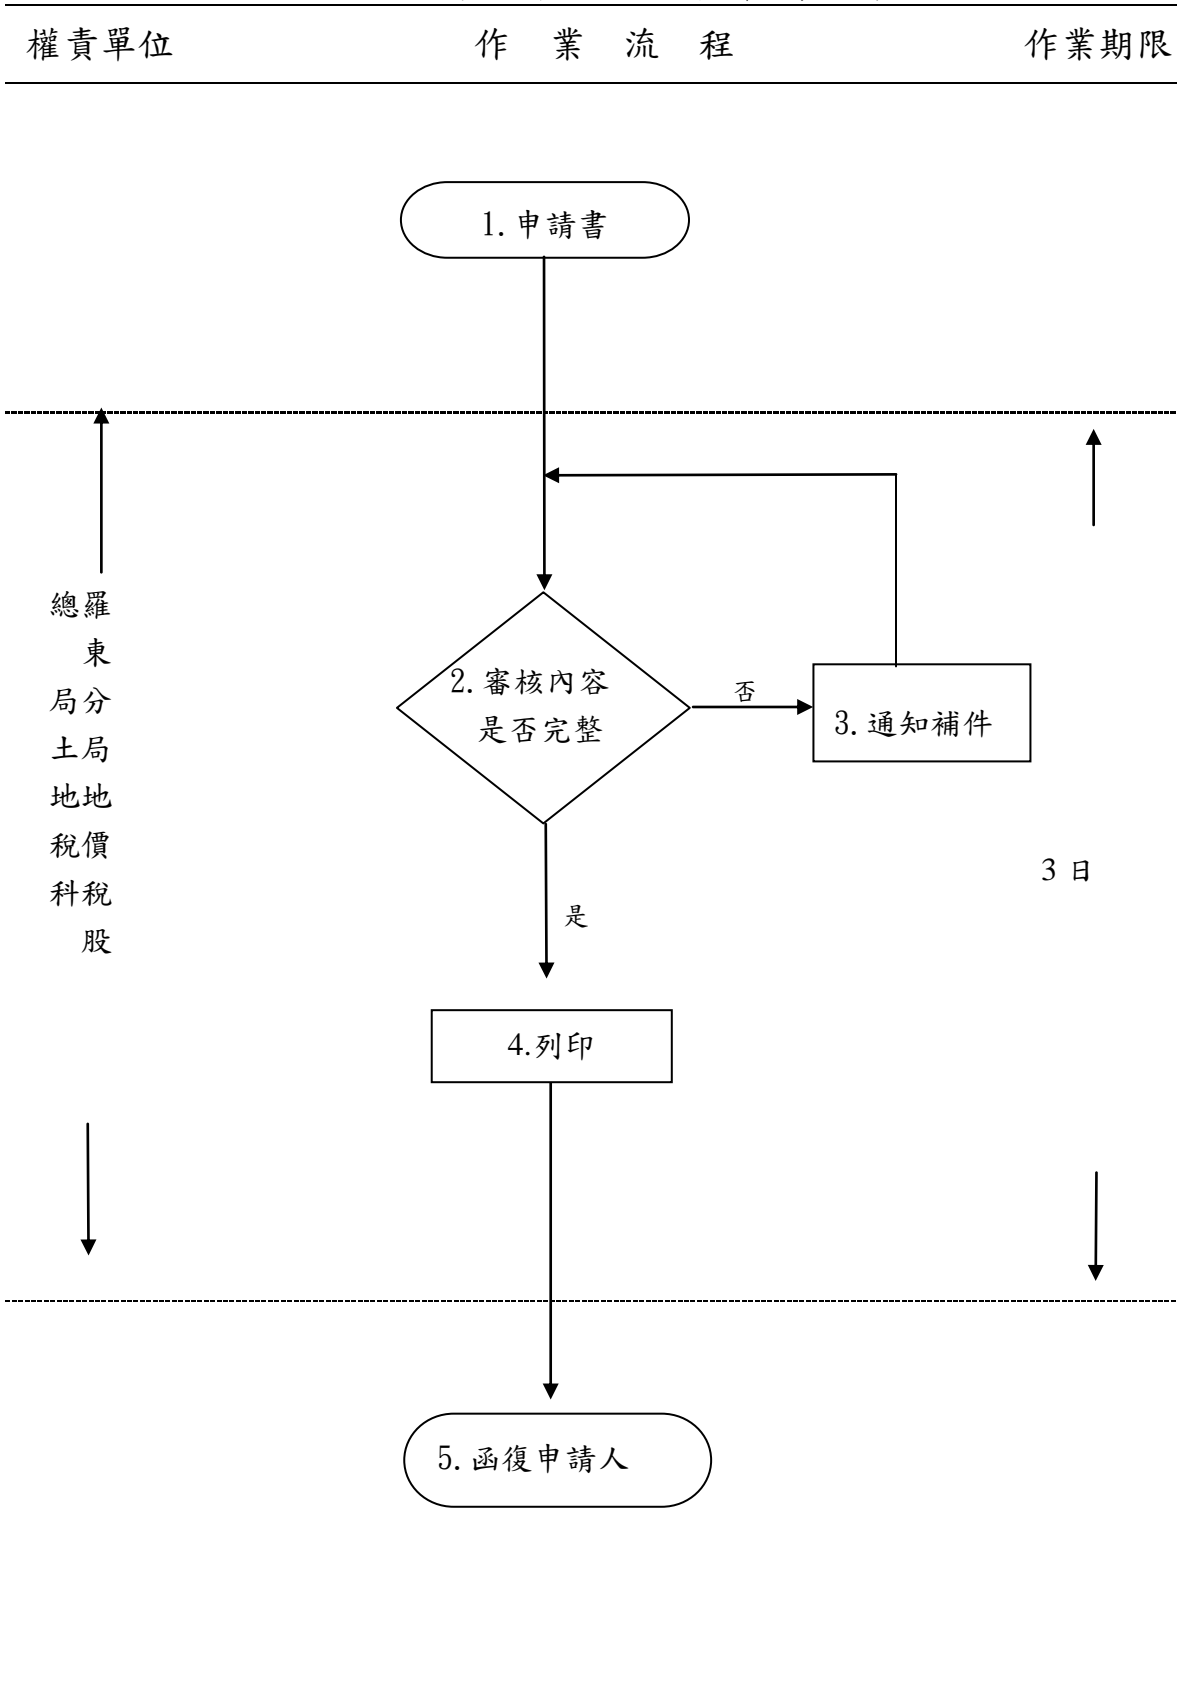 權責單位
作業流程
作業期限
1.申請書
總局土地稅科
羅東分局地價稅股
2.審核內容
是否完整
否
3.通知補件
3日
是
4.列印
5.函復申請人